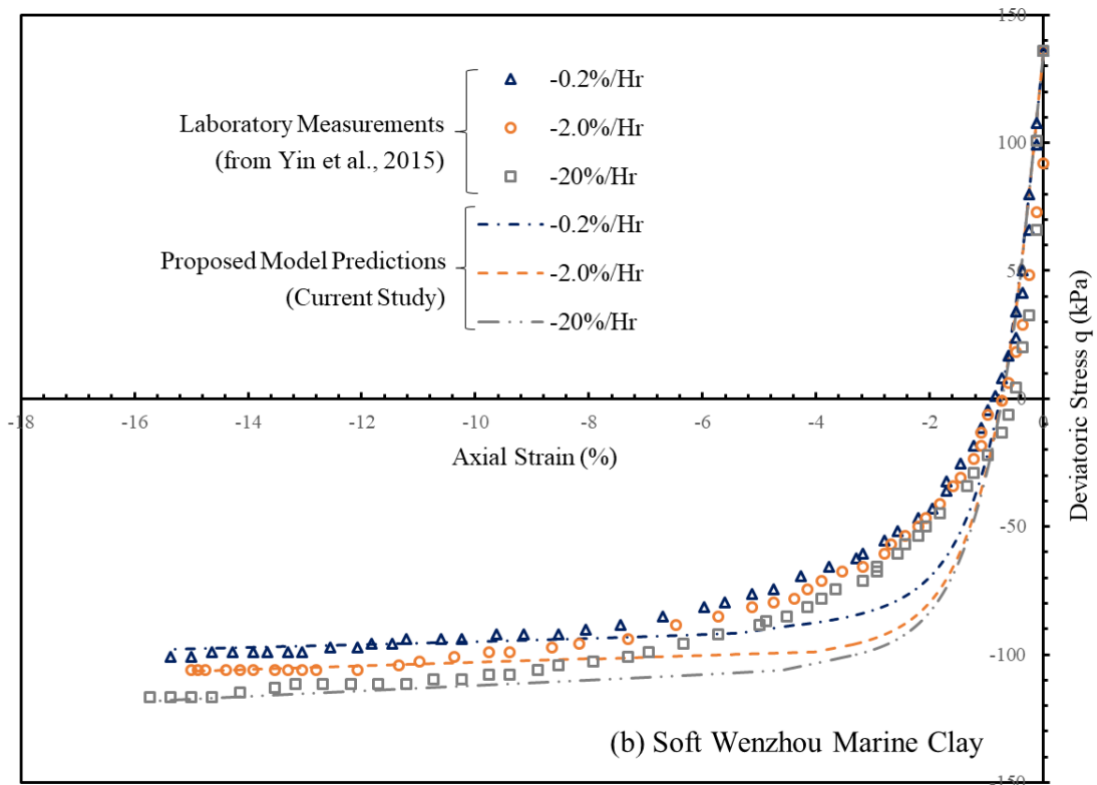 150
-0.2%/Hr
Laboratory Measurements
-2.0%/Hr
(from Yin et al., 2015)
-20%/Hr
100
-0.2%/Hr
Proposed Model Predictions
-2.0%/Hr
(Current Study)
-20%/Hr
50
Deviatoric Stress q (kPa)
0
-18 -16 -14 -12 -10 -8 -6 -4 -2 0
Axial Strain (%)
-50
-100
(b) Soft Wenzhou Marine Clay
-150